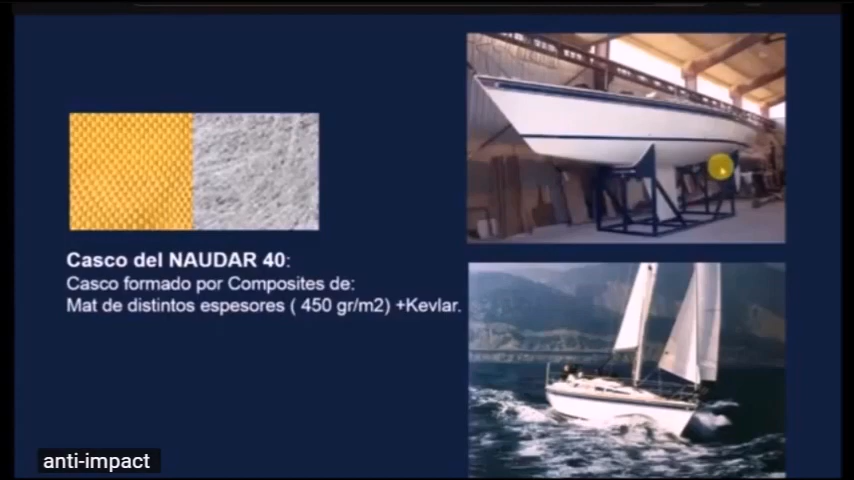 Casco del NAUDAR 40:
Casco formado por Composites de:
Mat de distintos espesores ( 450 gr/m2) +Kevlar.
anti-impact